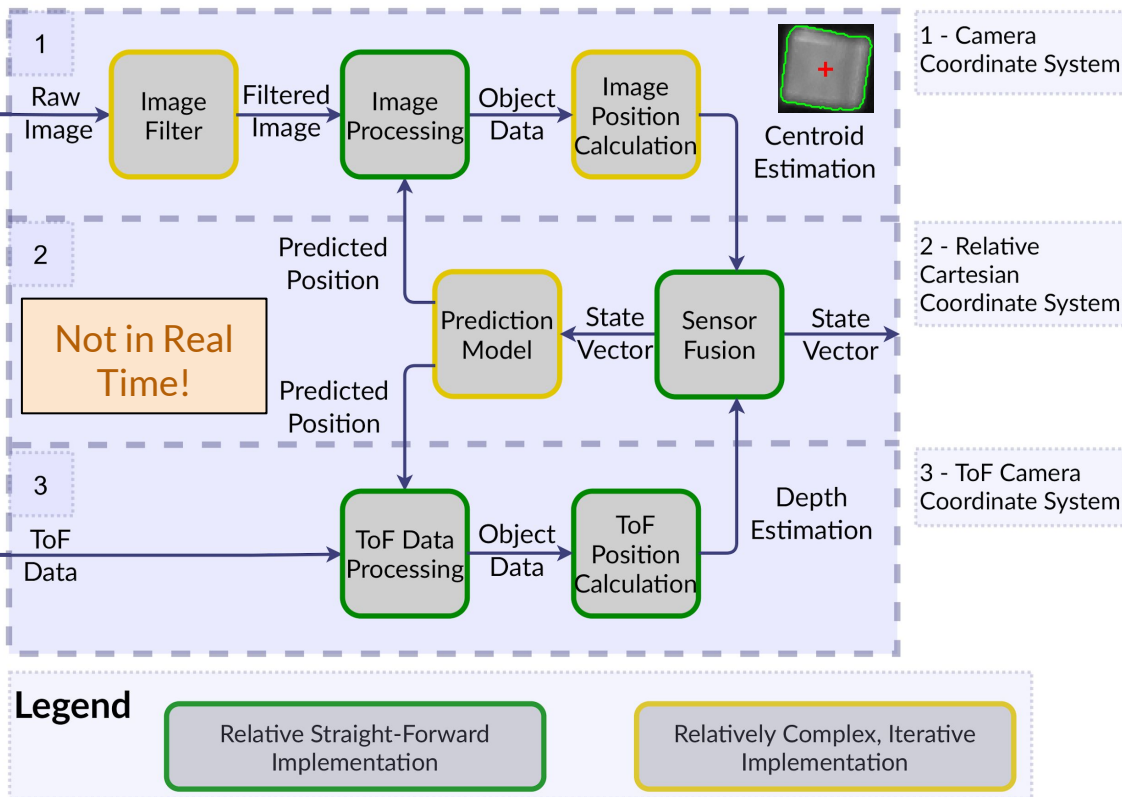 1
Raw
Image
Image
Filter
Filtered
Image
Image
Processing
Object
Data
Image
Position
Calculation
Centroid
Estimation
1 - Camera
Coordinate System
2
Predicted
Position
Not in Real
Time!
Prediction
Model
State
Vector
Sensor
Fusion
State
Vector
Predicted
Position
2 - Relative
Cartesian
Coordinate System
3
ToF
Data
ToF Data
Processing
Object
Data
ToF
Position
Calculation
Depth
Estimation
3 - ToF Camera
Coordinate System
Legend
Relative Straight-Forward
Implementation
Relatively Complex, Iterative
Implementation